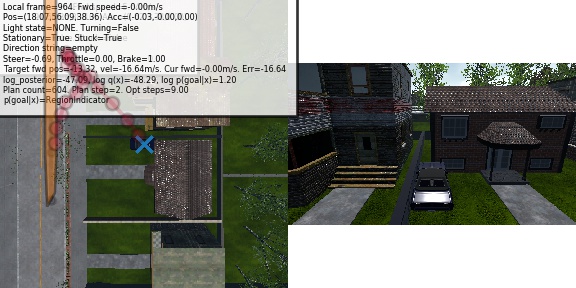 Local frame=964. Fwd speed=-0.00m/s
Pos=(18.07,56.09,38.36). Acc=(-0.03,-0.00,0.00)
Light state=NONE. Turning=False
Stationary=True. Stuck=True
Direction string=empty
Steer=-0.69, Throttle=0.00, Brake=1.00
Target fwd pos=-13.32, vel=-16.64m. Cur fwd=-0.00m/s. Err=-16.64
log_posterior=-47.09, log q(x)=-48.29, log p(goal|x)=1.20
Plan count=604. Plan step=2. Opt steps=9.00
p(goal|x)=RegionIndicator